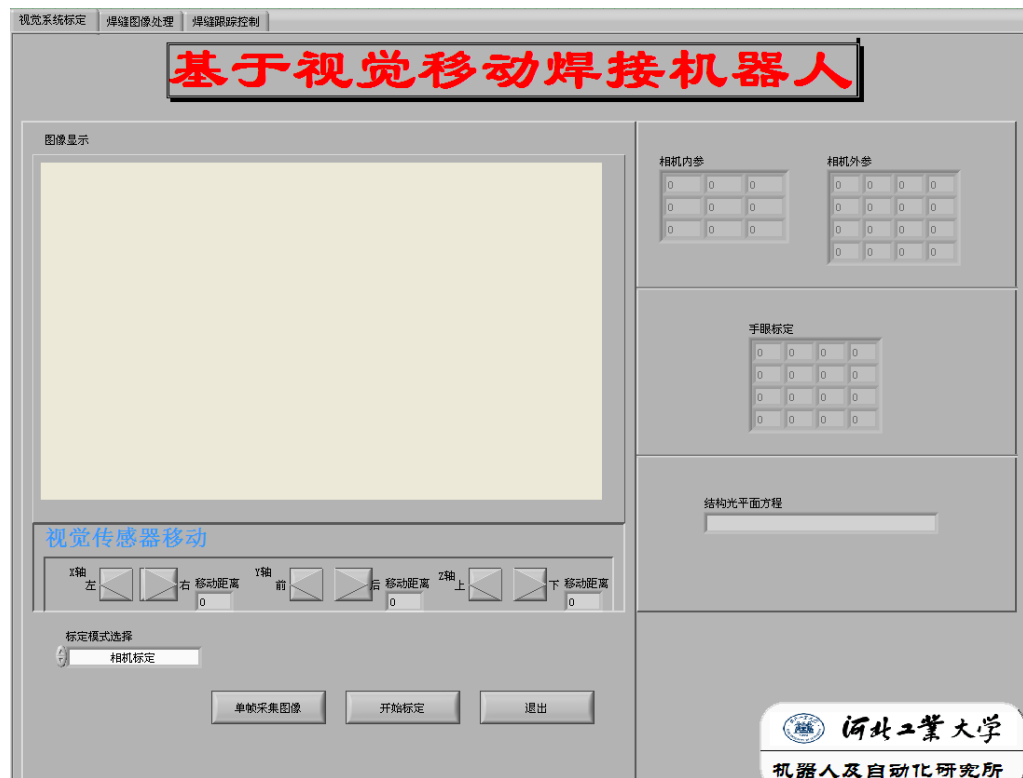 视觉系统标定 焊缝图像处理 焊缝跟踪控制
基于视觉移动焊接机器人
图像显示
相机内参
0 0 0
0 0 0
0 0 0
相机外参
0 0 0 0
0 0 0 0
0 0 0 0
0 0 0 0
手眼标定
0 0 0 0
0 0 0 0
0 0 0 0
0 0 0 0
结构光平面方程
视觉传感器移动
X轴 左 右 移动距离 0
Y轴 前 后 移动距离 0
Z轴 上 下 移动距离 0
标定模式选择
相机标定
单帧采集图像 开始标定 退出
河北工業大学
机器人及自动化研究所